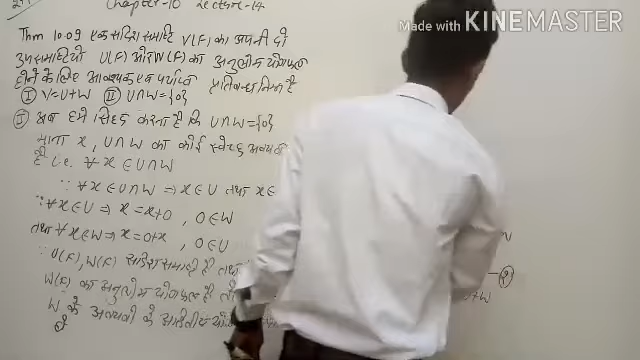 Made with KINEMASTER
Chapter-10 Lecture-14
Thm 10.09 एक सदिश समष्टि V(F) का अपनी दो
उपसमष्टियों U(F) और W(F) का अनुलोम योगफल
होने के लिए आवश्यक एवं पर्याप्त प्रतिबन्ध निम्न है
Ⅰ V=U+W Ⅱ U∩W={0}
Ⅰ अब हमें सिद्ध करना है कि U∩W={0}
माना x, U∩W का कोई स्वेच्छ अवयव
है i.e. ∀ x ∈ U∩W
∵ ∀x∈U∩W ⇒ x∈U तथा x∈
∵ ∀x∈U ⇒ x=x+0 , 0∈W
तथा ∀x∈W ⇒ x=0+x , 0∈U
∵ U(F), W(F) सदिश समष्टि है तथा
W(F) का अनुलोम योगफल है
W के अवयवों के
②
+W